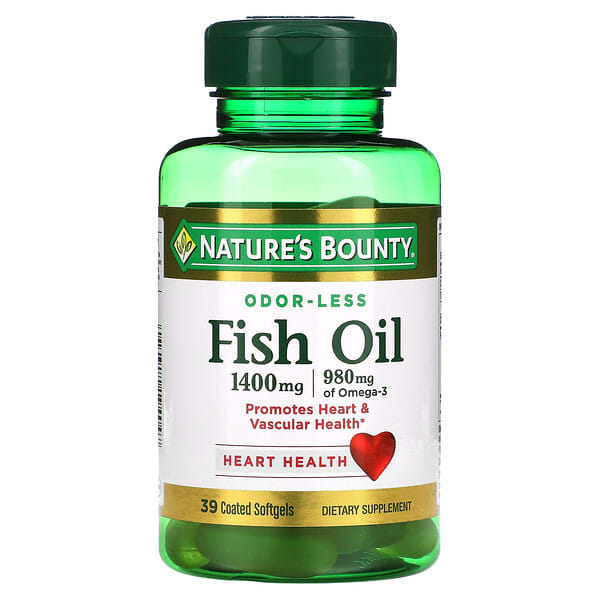 NATURE'S BOUNTY®
ODOR-LESS
Fish Oil
1400mg | 980mg
of Omega-3
Promotes Heart &
Vascular Health*
HEART HEALTH
39 Coated Softgels DIETARY SUPPLEMENT